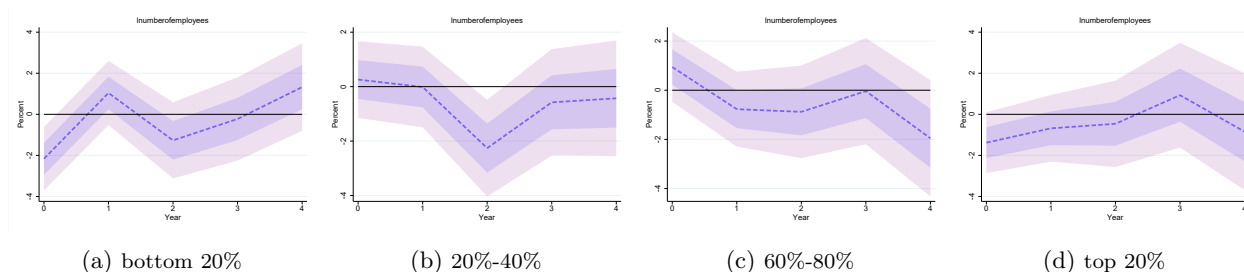 lnumberofemployees
Percent
4
2
0
-2
-4
0 1 2 3 4
Year
(a) bottom 20%
lnumberofemployees
Percent
2
0
-2
-4
0 1 2 3 4
Year
(b) 20%-40%
lnumberofemployees
Percent
2
0
-2
-4
0 1 2 3 4
Year
(c) 60%-80%
lnumberofemployees
Percent
4
2
0
-2
-4
0 1 2 3 4
Year
(d) top 20%